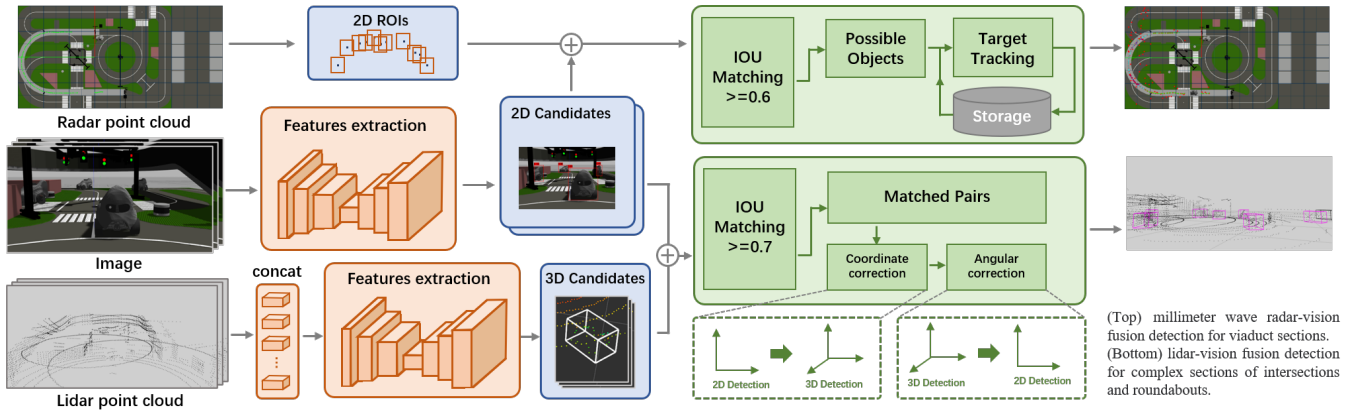 Radar point cloud
2D ROIs
IOU
Matching
>=0.6
Possible
Objects
Target
Tracking
Storage
Image
Features extraction
2D Candidates
Lidar point cloud
concat
Features extraction
3D Candidates
IOU
Matching
>=0.7
Matched Pairs
Coordinate
correction
Angular
correction
2D Detection
3D Detection
3D Detection
2D Detection
(Top) millimeter wave radar-vision
fusion detection for viaduct sections.
(Bottom) lidar-vision fusion detection
for complex sections of intersections
and roundabouts.